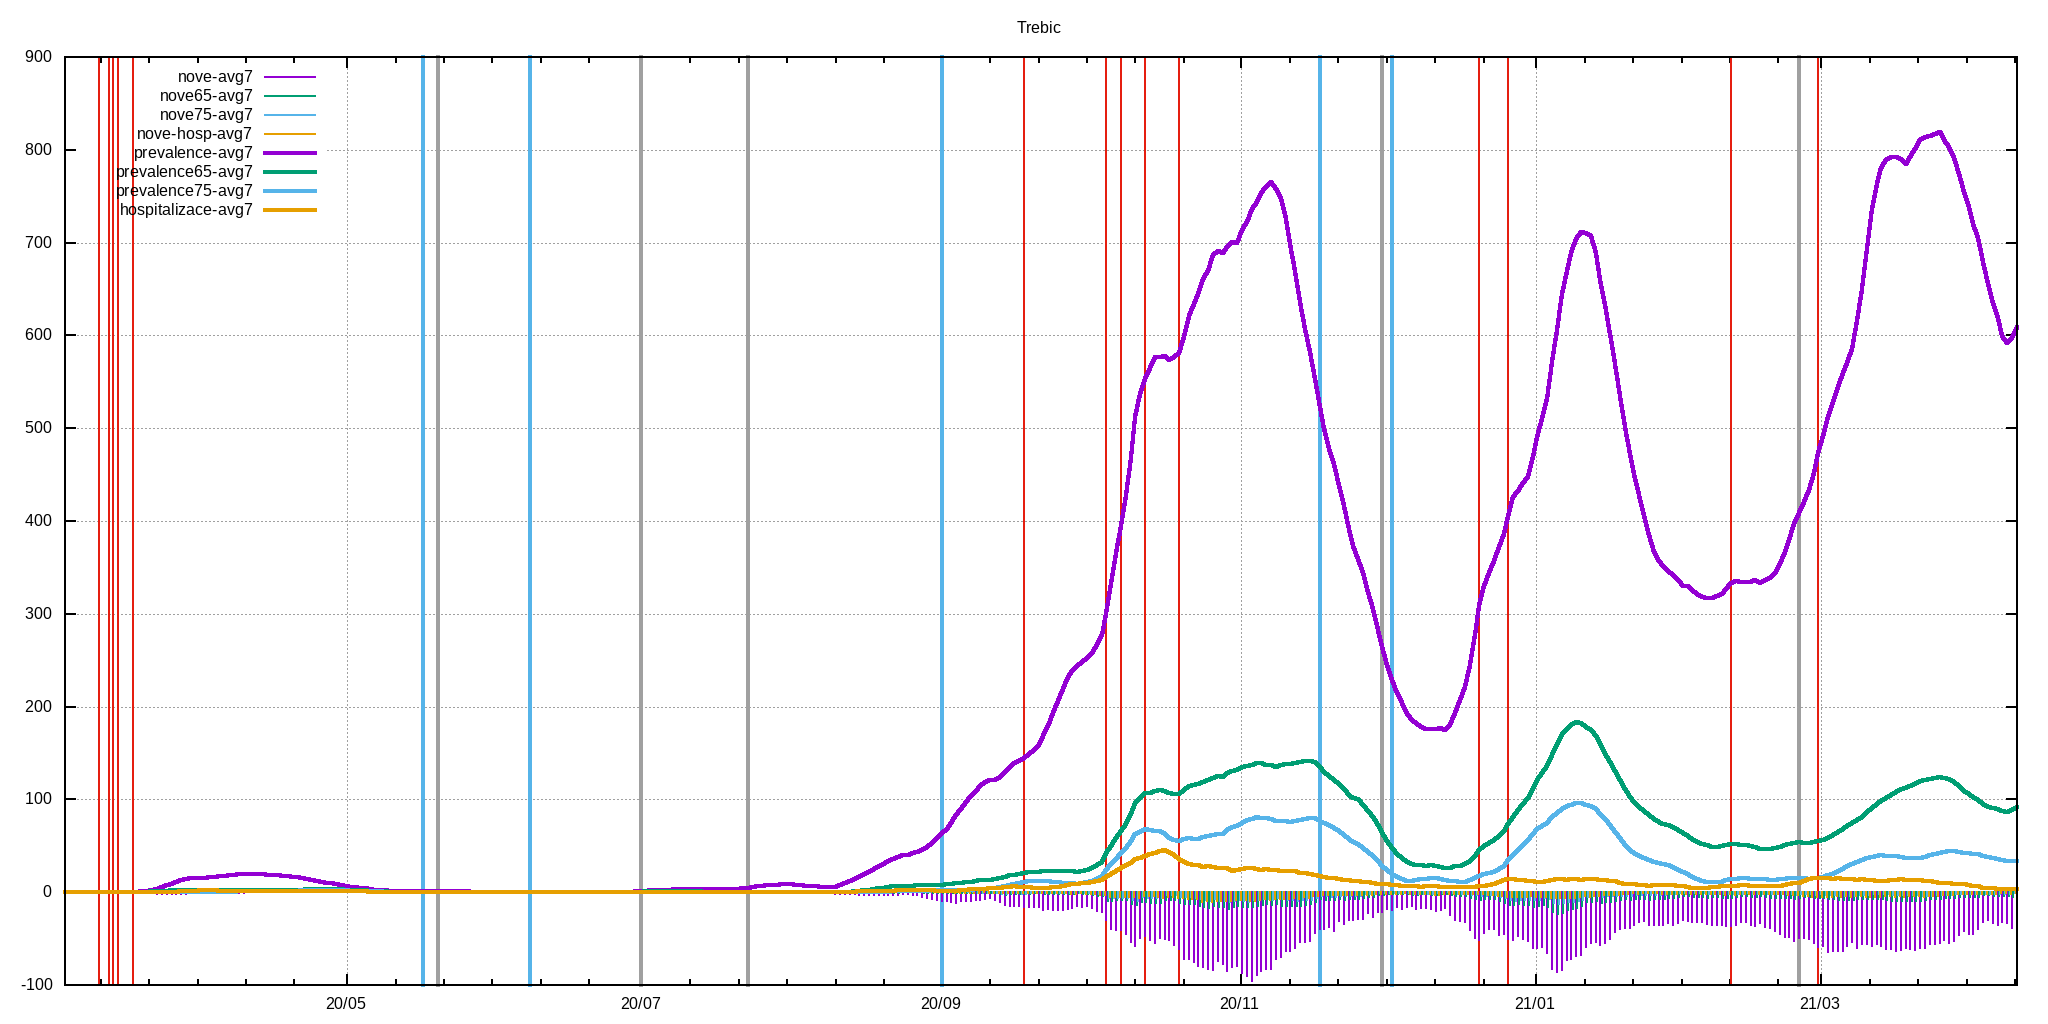 Trebic
900
800
700
600
500
400
300
200
100
0
-100
nove-avg7
nove65-avg7
nove75-avg7
nove-hosp-avg7
prevalence-avg7
prevalence65-avg7
prevalence75-avg7
hospitalizace-avg7
20/05 20/07 20/09 20/11 21/01 21/03